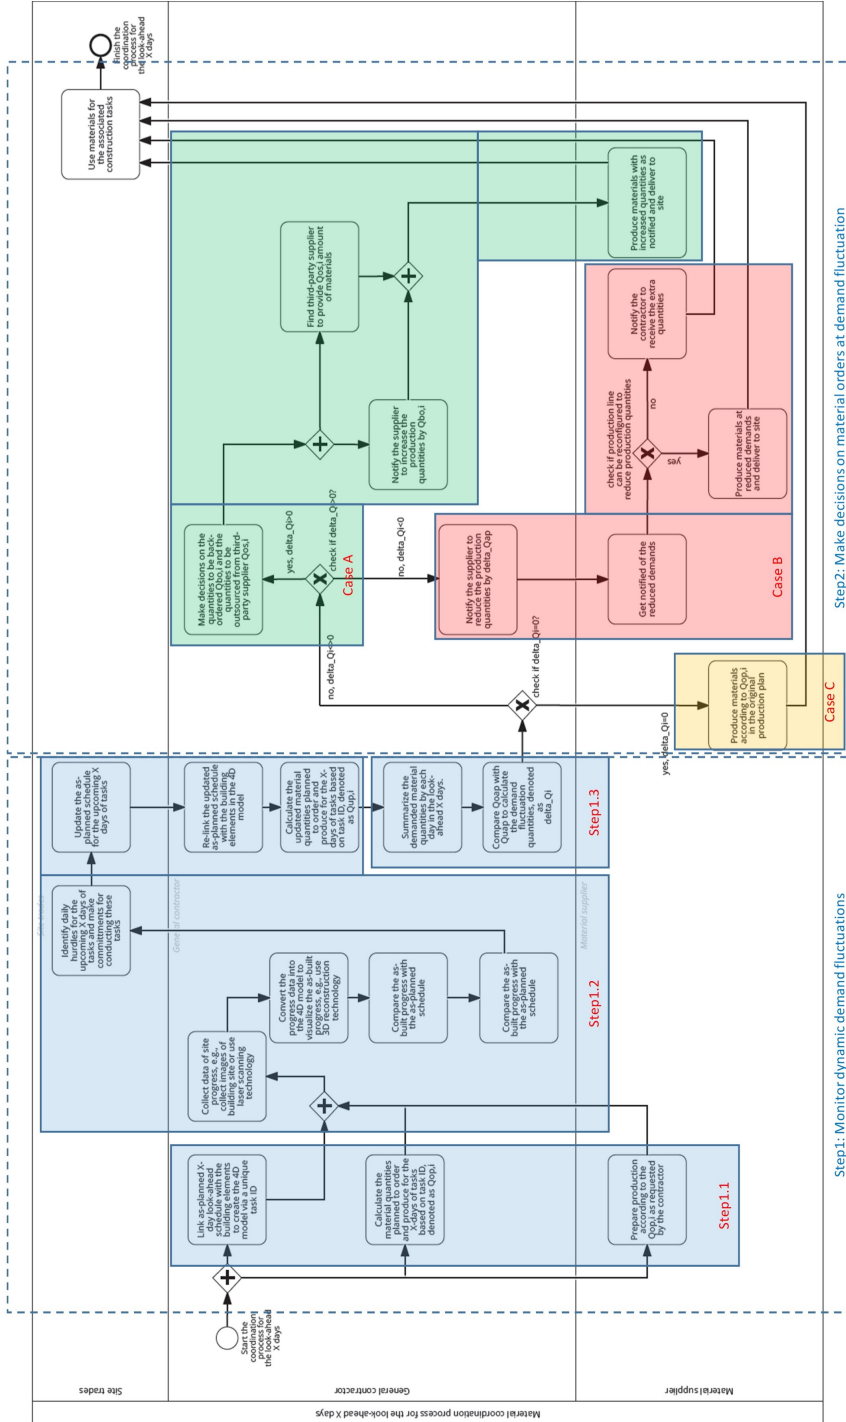 Material coordination process for the look-ahead X days
Site trades
General contractor
Material supplier
Start the
coordination
process for
the look-ahead
X days
Link as-planned X-
day look-ahead
schedule with the
building elements
to create the 4D
model via a unique
task ID
Calculate the
material quantities
planned to order
and produce for the
X-days of tasks
based on task ID,
denoted as Qop,i
Prepare production
according to the
Qop,i as requested
by the contractor
Step1.1
Collect data of site
progress, e.g.,
collect images of
building site or use
laser scanning
technology
Convert the
progress data into
the 4D model to
visualize the as-built
progress, e.g., use
3D reconstruction
technology
Compare the as-
built progress with
the as-planned
schedule
Compare the as-
built progress with
the as-planned
schedule
Step1.2
Identify daily
hurdles for the
upcoming X days of
tasks and make
committments for
conducting these
tasks
Site trades
General contractor
Material supplier
Update the as-
planned schedule
for the upcoming X
days of tasks
Re-link the updated
as-planned schedule
with the building
elements in the 4D
model
Calculate the
updated material
quantities planned
to order and
produce for the X-
days of tasks based
on task ID, denoted
as Qup,i
Summarize the
demanded material
quantities by each
day in the look-
ahead X days.
Compare Qoap with
Quap to calculate
the demand
fluctuation
quantities, denoted
as
delta_Qi
Step1.3
Step1: Monitor dynamic demand fluctuations
check if delta_Qi=0?
no, delta_Qi<>0
yes, delta_Qi=0
Produce materials
according to Qop,i
in the original
production plan
Case C
check if delta_Qi>0?
yes, delta_Qi>0
no, delta_Qi<0
Make decisions on the
quantities to be back-
ordered Qbo,i and the
quantities to be
outsourced from third-
party supplier Qos,i
Case A
Notify the supplier to
reduce the production
quantities by delta_Qap
Get notified of the
reduced demands
Case B
Notify the supplier
to increase the
production
quantities by Qbo,i
Find third-party supplier
to provide Qos,i amount
of materials
check if production line
can be reconfigured to
reduce production quantities
no
yes
Produce materials at
reduced demands
and deliver to site
Notify the
contractor to
receive the extra
quantities
Produce materials with
increased quantities as
notified and deliver to
site
Use materials for
the associated
construction tasks
Finish the
coordination
process for
the look-ahead
X days
Step2: Make decisions on material orders at demand fluctuation